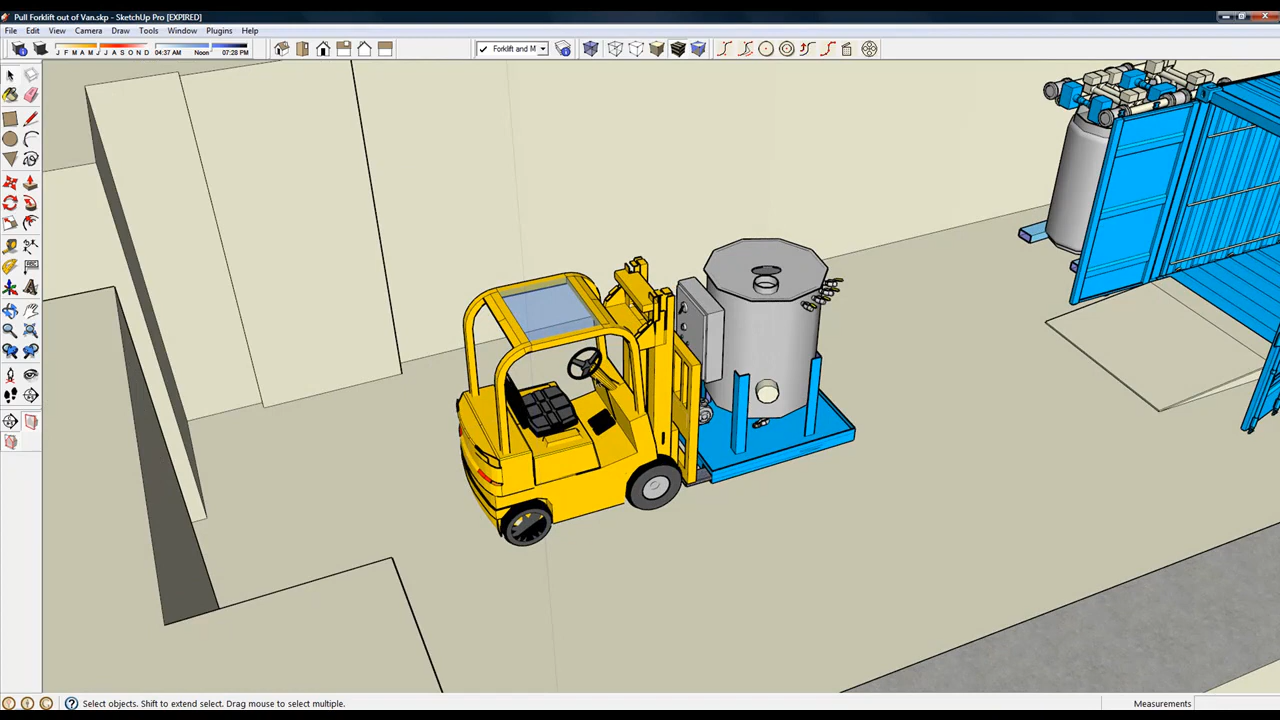 Pull Forklift out of Van.skp - SketchUp Pro [EXPIRED]
File Edit View Camera Draw Tools Window Plugins Help
J F M A M J J A S O N D 04:37 AM Noon 07:28 PM
Forklift and M
Select objects. Shift to extend select. Drag mouse to select multiple.
Measurements